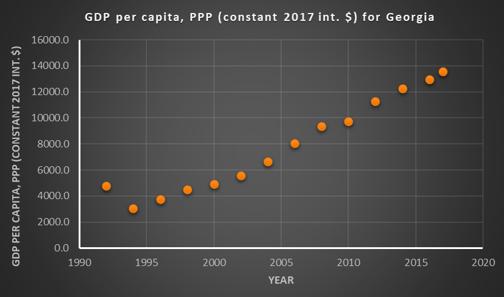 GDP per capita, PPP (constant 2017 int. $) for Georgia
GDP PER CAPITA, PPP (CONSTANT 2017 INT. $)
16000.0
14000.0
12000.0
10000.0
8000.0
6000.0
4000.0
2000.0
0.0
1990 1995 2000 2005 2010 2015 2020
YEAR